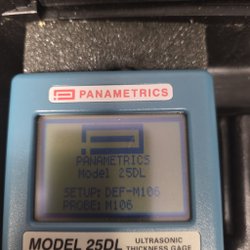 PANAMETRICS
PANAMETRICS
Model 25DL
SETUP: DEF-M106
PROBE: M106
MODEL 25DL ULTRASONIC
THICKNESS GAGE